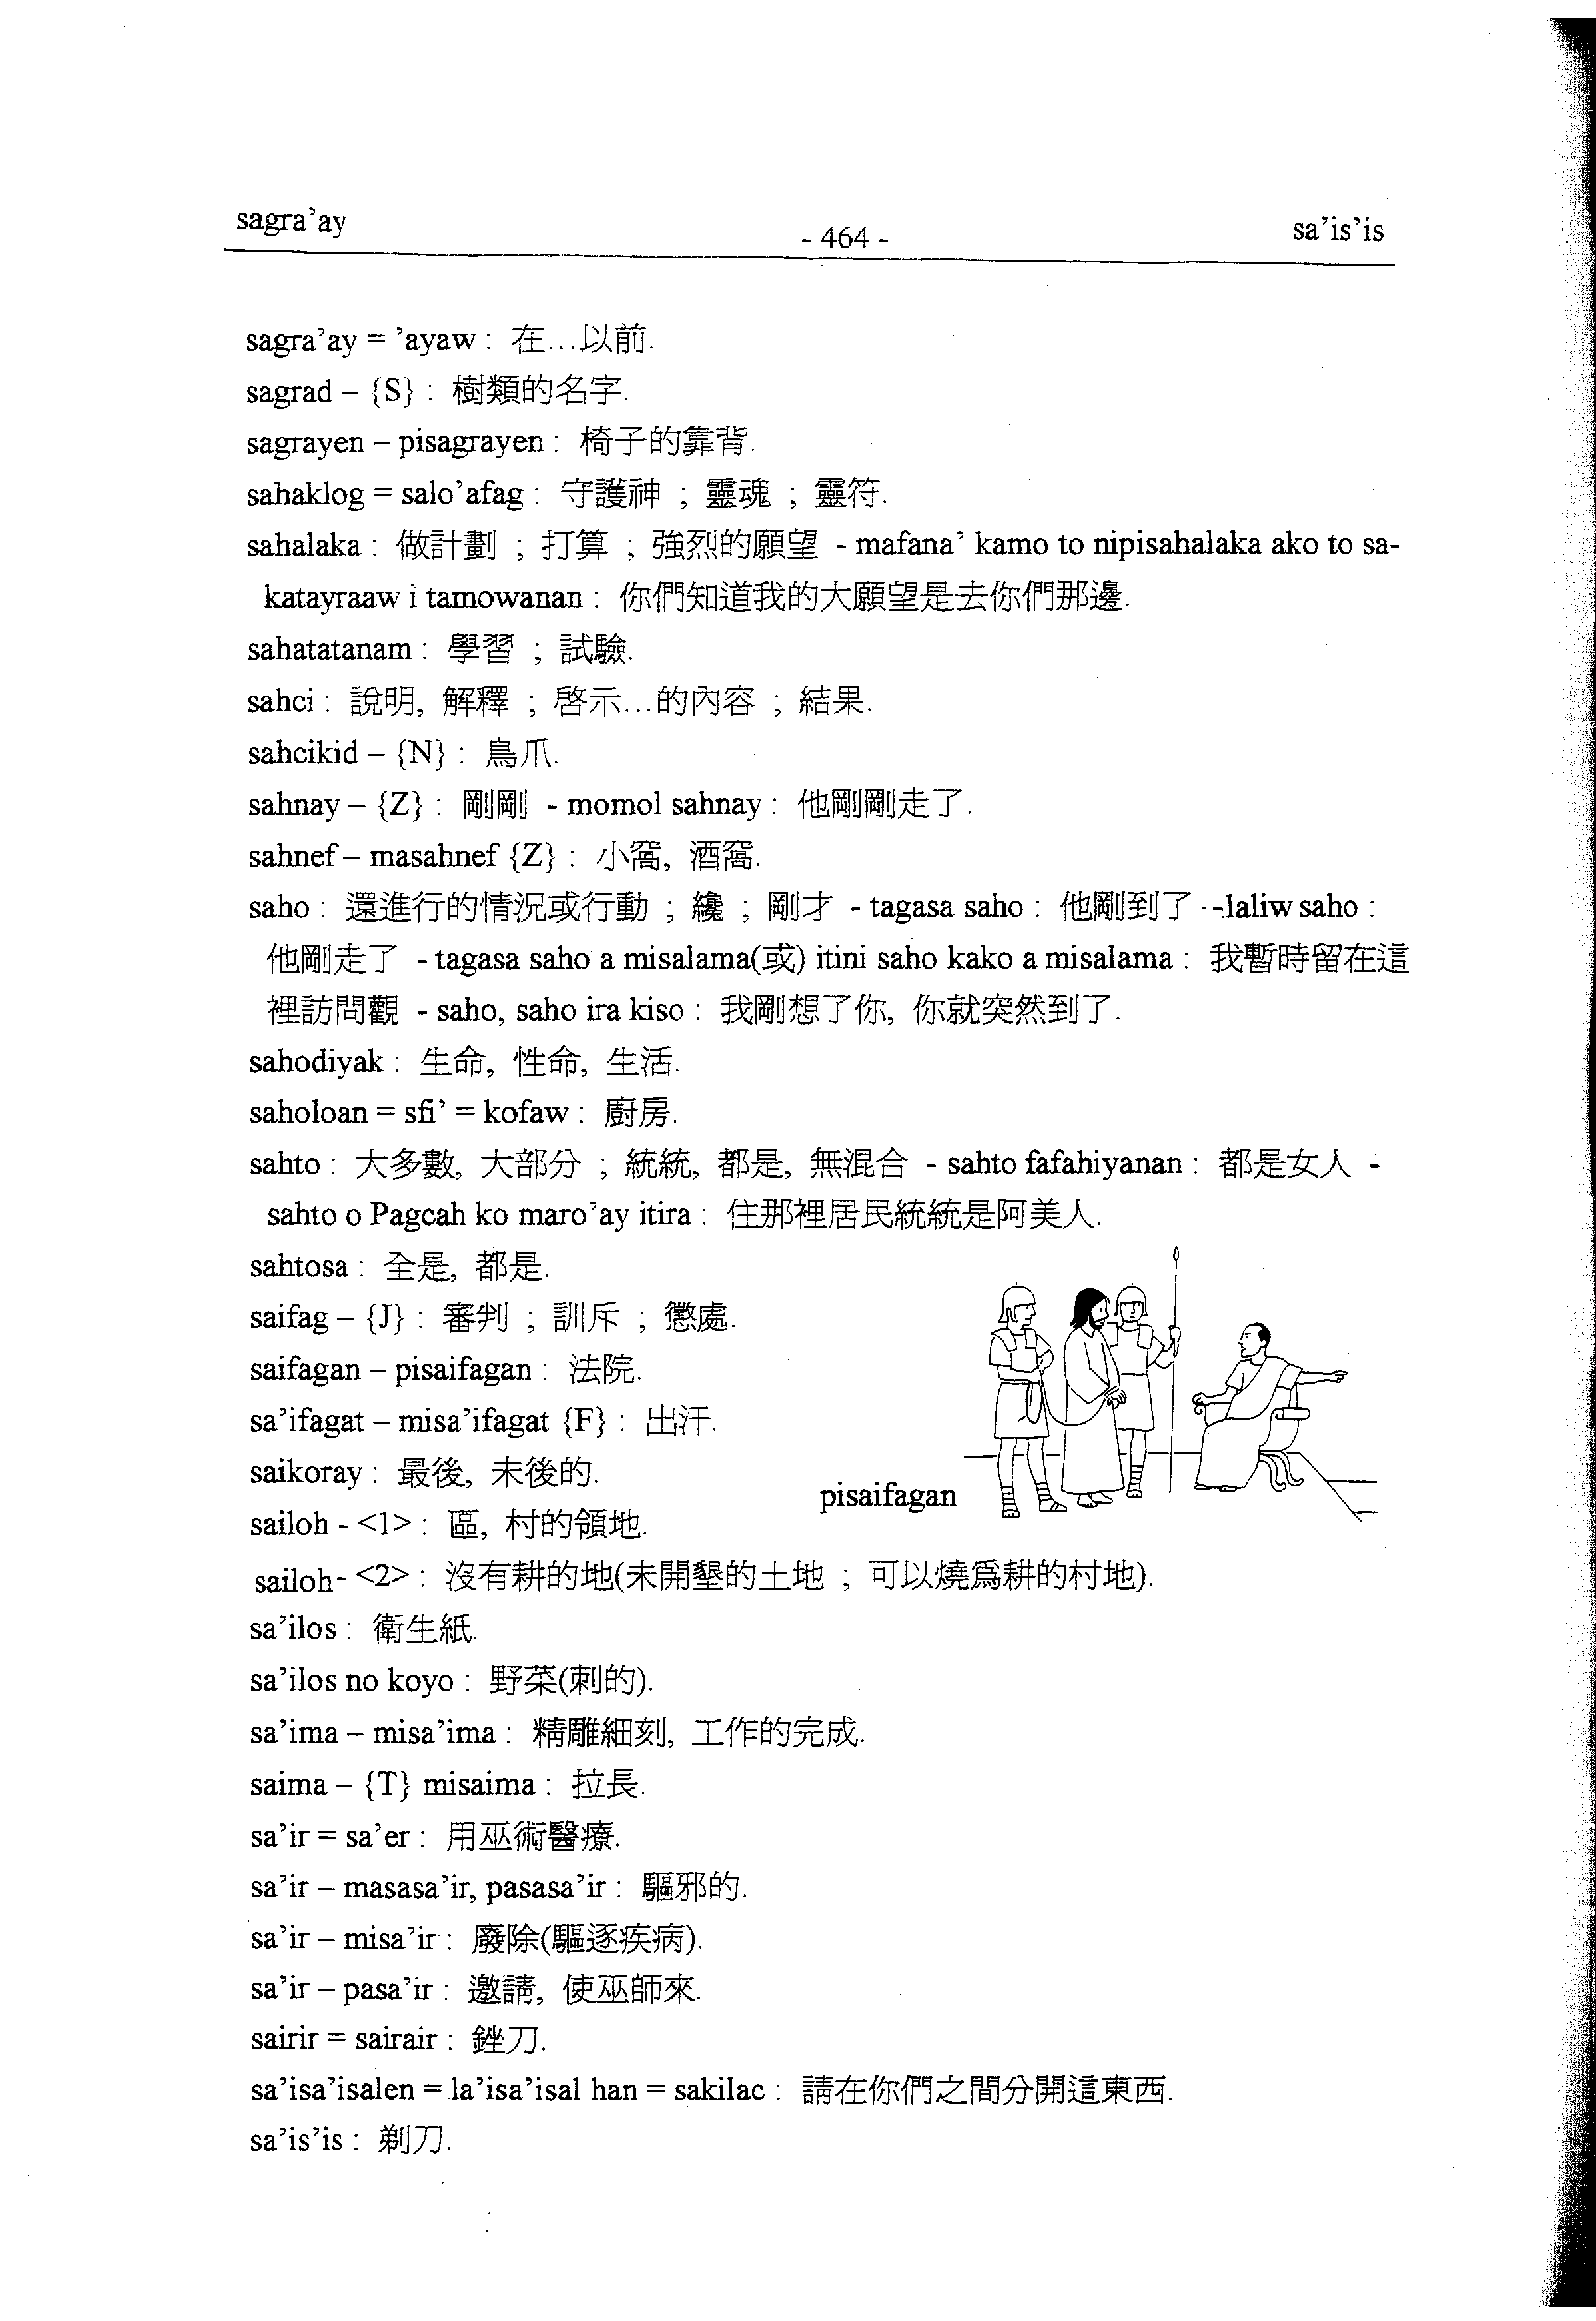 sagra’ay - 464 - sa’is’is
sagra’ay = ’ayaw : 在…以前.
sagrad – {S} : 樹類的名字.
sagrayen – pisagrayen : 椅子的靠背.
sahaklog = salo’afag : 守護神 ; 靈魂 ; 靈符.
sahalaka : 做計劃 ; 打算 ; 強烈的願望 - mafana’ kamo to nipisahalaka ako to sa-
katayraaw i tamowanan : 你們知道我的大願望是去你們那邊.
sahatatanam : 學習 ; 試驗.
sahci : 說明, 解釋 ; 啓示…的內容 ; 結果.
sahcikid – {N} : 鳥爪.
sahnay – {Z} : 剛剛 - momol sahnay : 他剛剛走了.
sahnef – masahnef {Z} : 小窩, 酒窩.
saho : 還進行的情況或行動 ; 纔 ; 剛才 - tagasa saho : 他剛到了 - laliw saho :
他剛走了 - tagasa saho a misalama(或) itini saho kako a misalama : 我暫時留在這
裡訪問觀 - saho, saho ira kiso : 我剛想了你, 你就突然到了.
sahodiyak : 生命, 性命, 生活.
saholoan = sfi’ = kofaw : 廚房.
sahto : 大多數, 大部分 ; 統統, 都是, 無混合 - sahto fafahiyanan : 都是女人 -
sahto o Pagcah ko maro’ay itira : 住那裡居民統統是阿美人.
sahtosa : 全是, 都是.
saifag – {J} : 審判 ; 訓斥 ; 懲處.
saifagan – pisaifagan : 法院.
sa’ifagat – misa’ifagat {F} : 出汗.
saikoray : 最後, 未後的.
pisaifagan
sailoh - <1> : 區, 村的領地.
sailoh- <2> : 沒有耕的地(未開墾的土地 ; 可以燒爲耕的村地).
sa’ilos : 衛生紙.
sa’ilos no koyo : 野菜(刺的).
sa’ima – misa’ima : 精雕細刻, 工作的完成.
saima – {T} misaima : 拉長.
sa’ir = sa’er : 用巫術醫療.
sa’ir – masasa’ir, pasasa’ir : 驅邪的.
sa’ir – misa’ir : 廢除(驅逐疾病).
sa’ir – pasa’ir : 邀請, 使巫師來.
sairir = sairair : 銼刀.
sa’isa’isalen = la’isa’isal han = sakilac : 請在你們之間分開這東西.
sa’is’is : 剃刀.